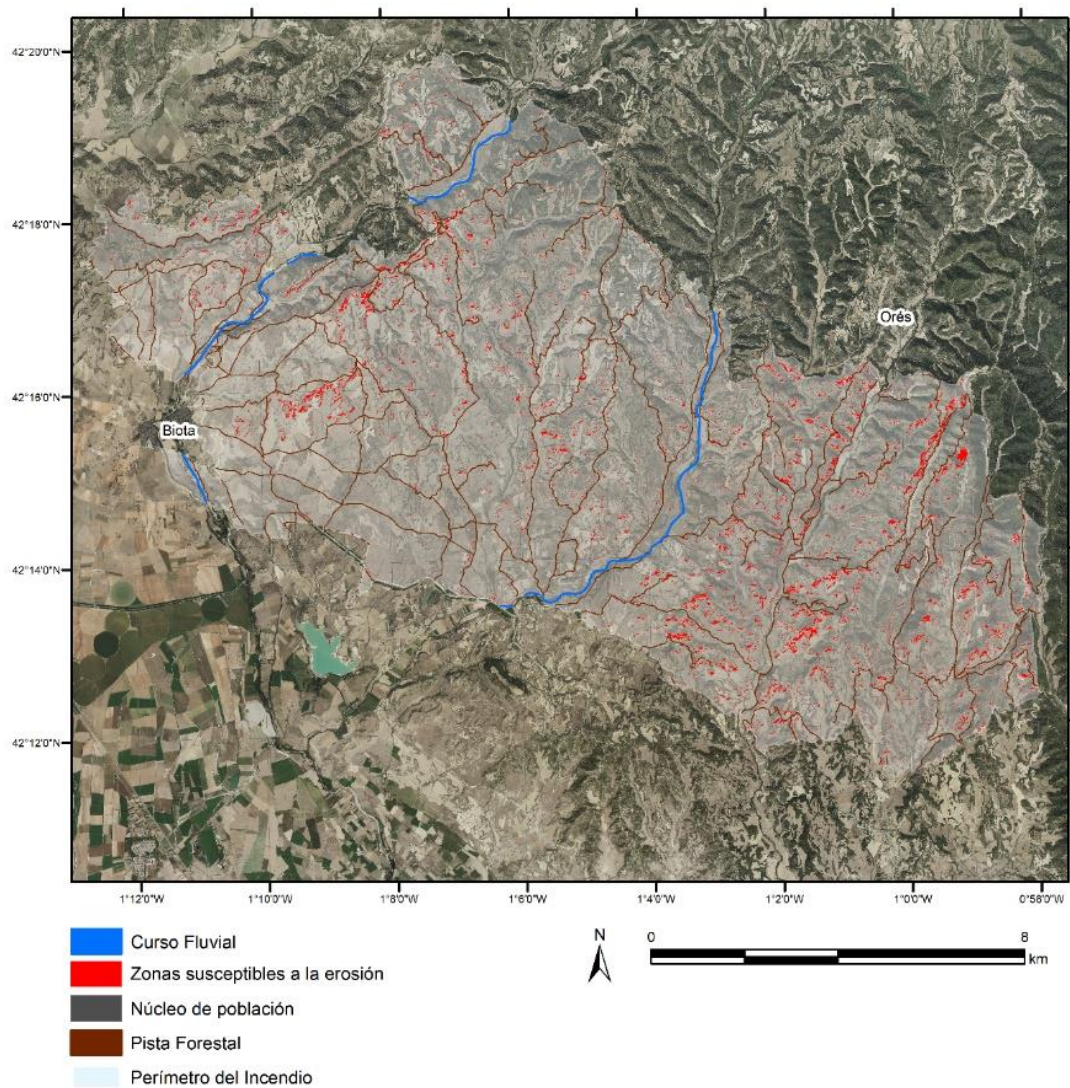 42°20'0"N
42°18'0"N
Orés
42°16'0"N
Biota
42°14'0"N
42°12'0"N
1°12'0"W 1°10'0"W 1°8'0"W 1°6'0"W 1°4'0"W 1°2'0"W 1°0'0"W 0°58'0"W
Curso Fluvial
N
0 8
km
Zonas susceptibles a la erosión
Núcleo de población
Pista Forestal
Perímetro del Incendio